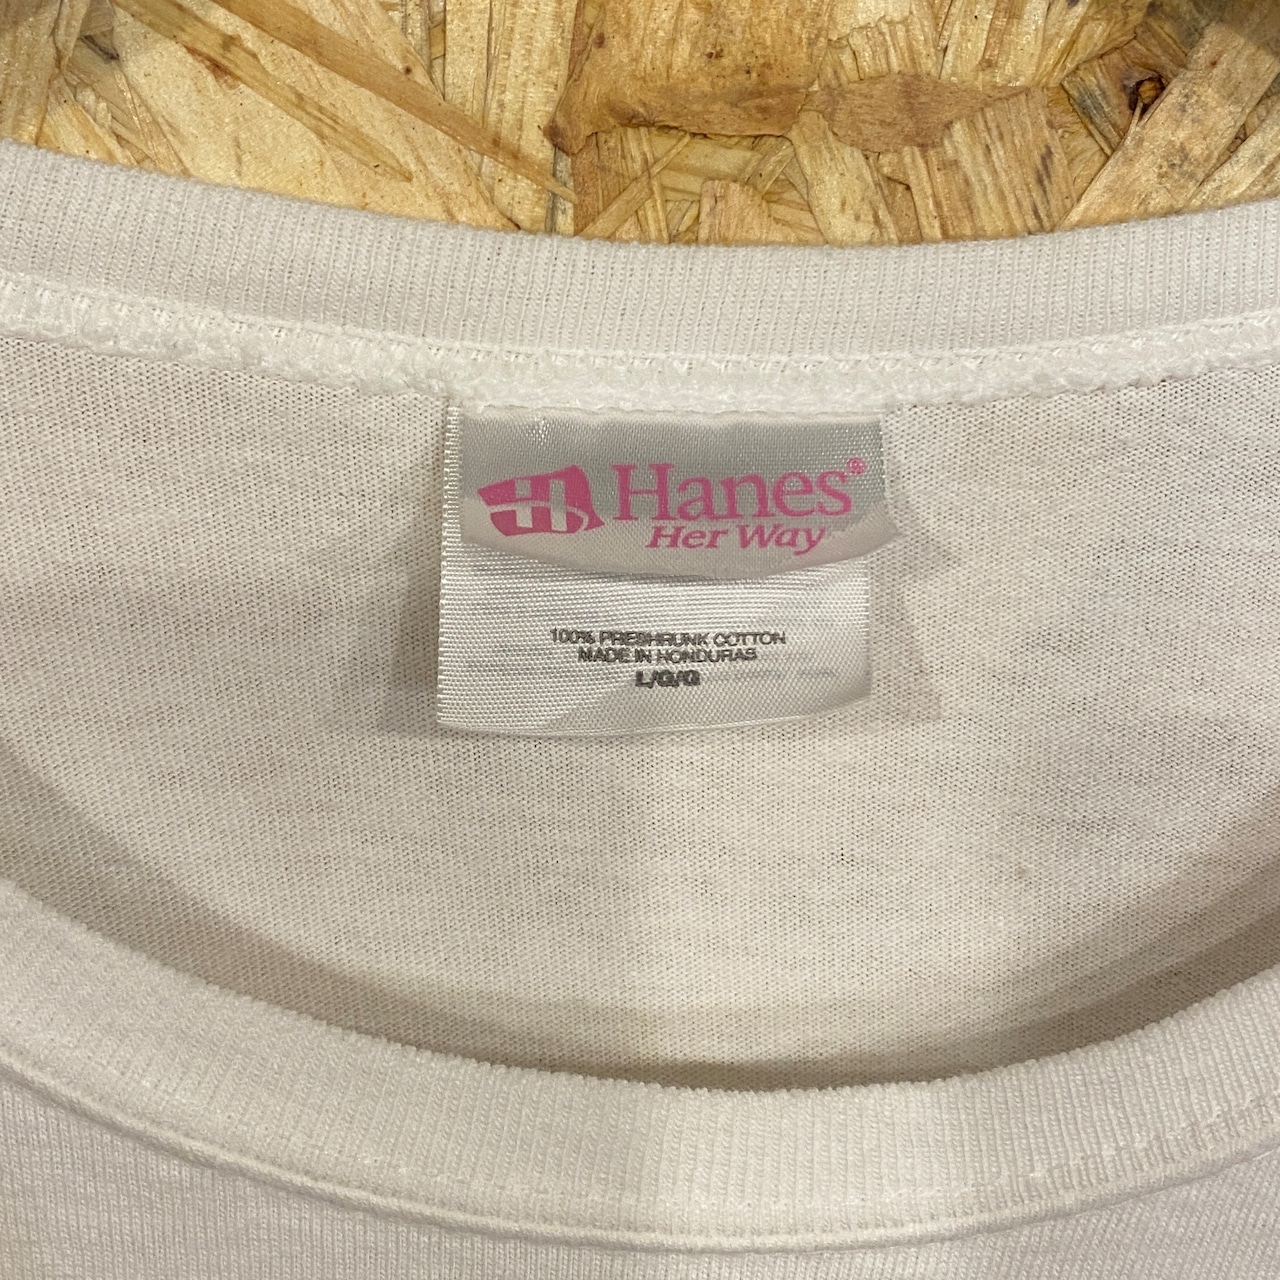 H Hanes®
Her Way
100% PRESHRUNK COTTON
MADE IN HONDURAS
L/G/G